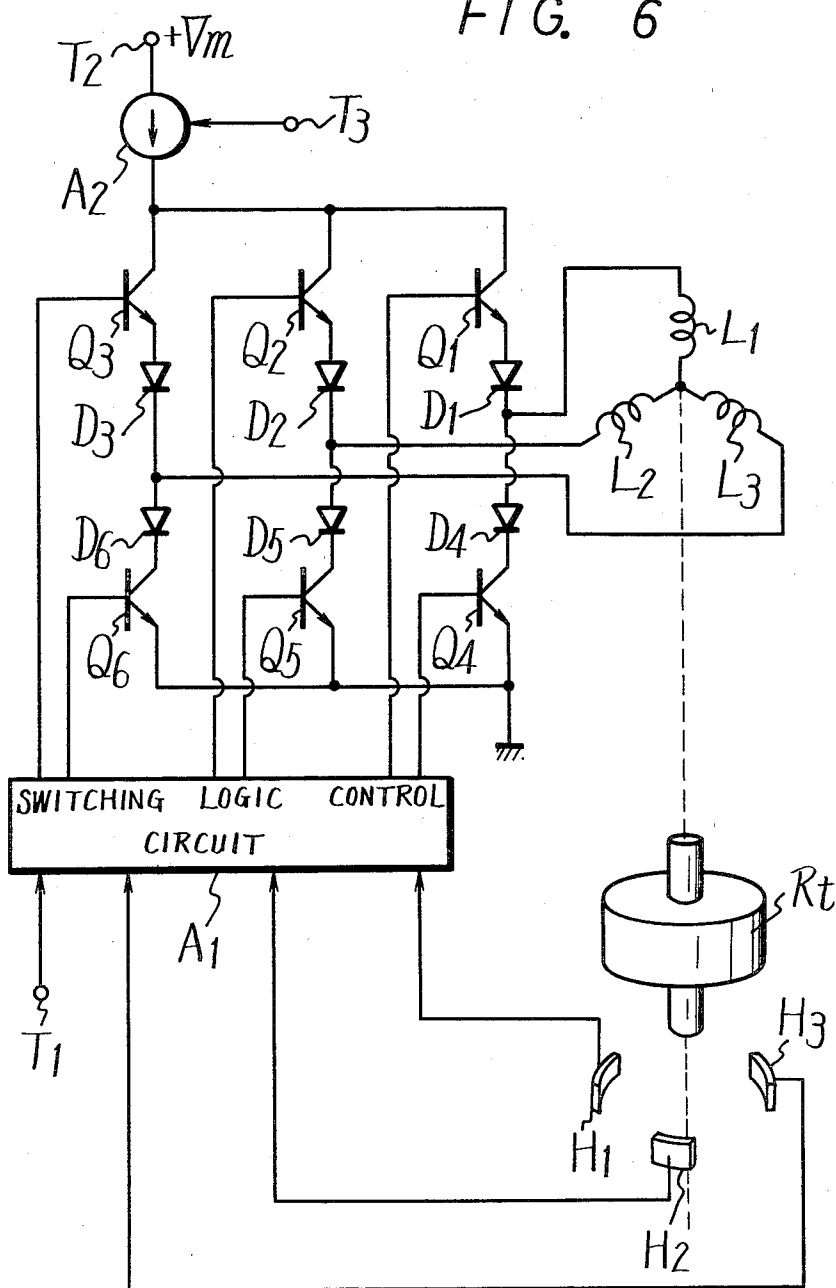 FIG. 6
T2
+Vm
T3
A2
Q3
Q2
Q1
L1
D3
D2
D1
L2
L3
D6
D5
D4
Q6
Q5
Q4
SWITCHING LOGIC CONTROL
CIRCUIT
Rt
A1
T1
H3
H1
H2